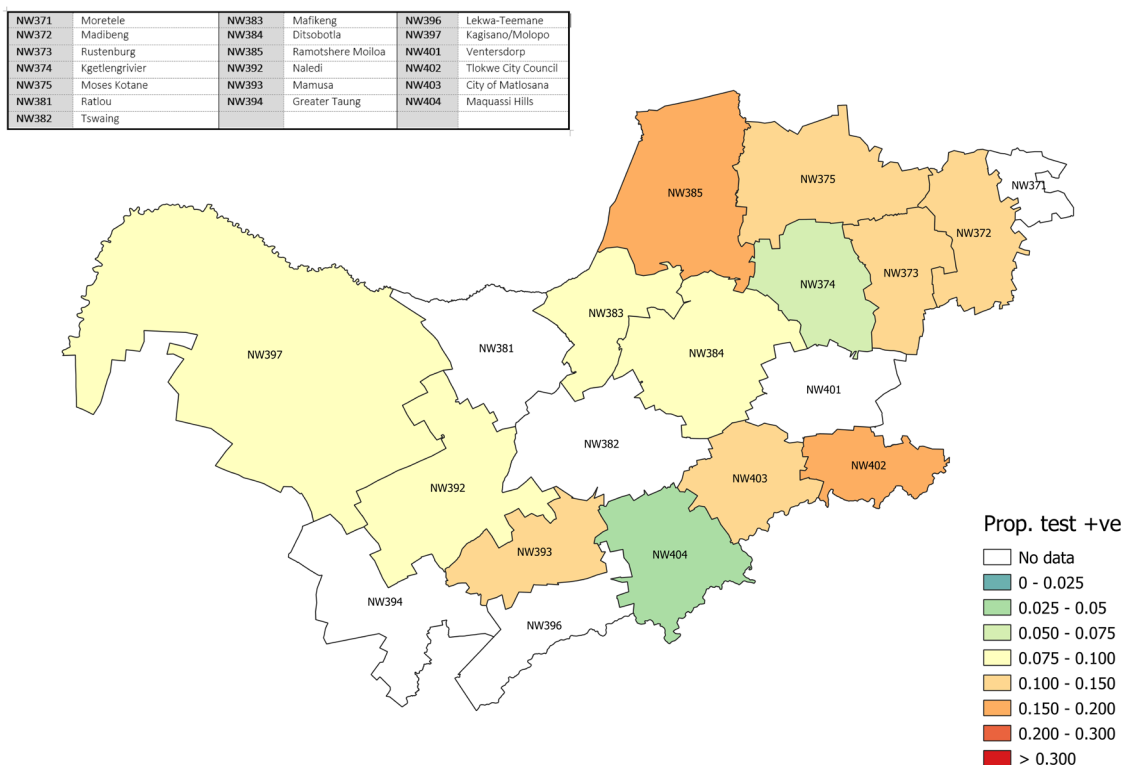 NW371 Moretele NW383 Mafikeng NW396 Lekwa-Teemane
NW372 Madibeng NW384 Ditsobotla NW397 Kagisano/Molopo
NW373 Rustenburg NW385 Ramotshere Moiloa NW401 Ventersdorp
NW374 Kgetlengrivier NW392 Naledi NW402 Tlokwe City Council
NW375 Moses Kotane NW393 Mamusa NW403 City of Matlosana
NW381 Ratlou NW394 Greater Taung NW404 Maquassi Hills
NW382 Tswaing
NW385
NW375
NW371
NW372
NW373
NW374
NW383
NW381
NW384
NW397
NW401
NW382
NW402
NW403
NW392
NW393
NW404
NW394
NW396
Prop. test +ve
No data
0 - 0.025
0.025 - 0.05
0.050 - 0.075
0.075 - 0.100
0.100 - 0.150
0.150 - 0.200
0.200 - 0.300
> 0.300